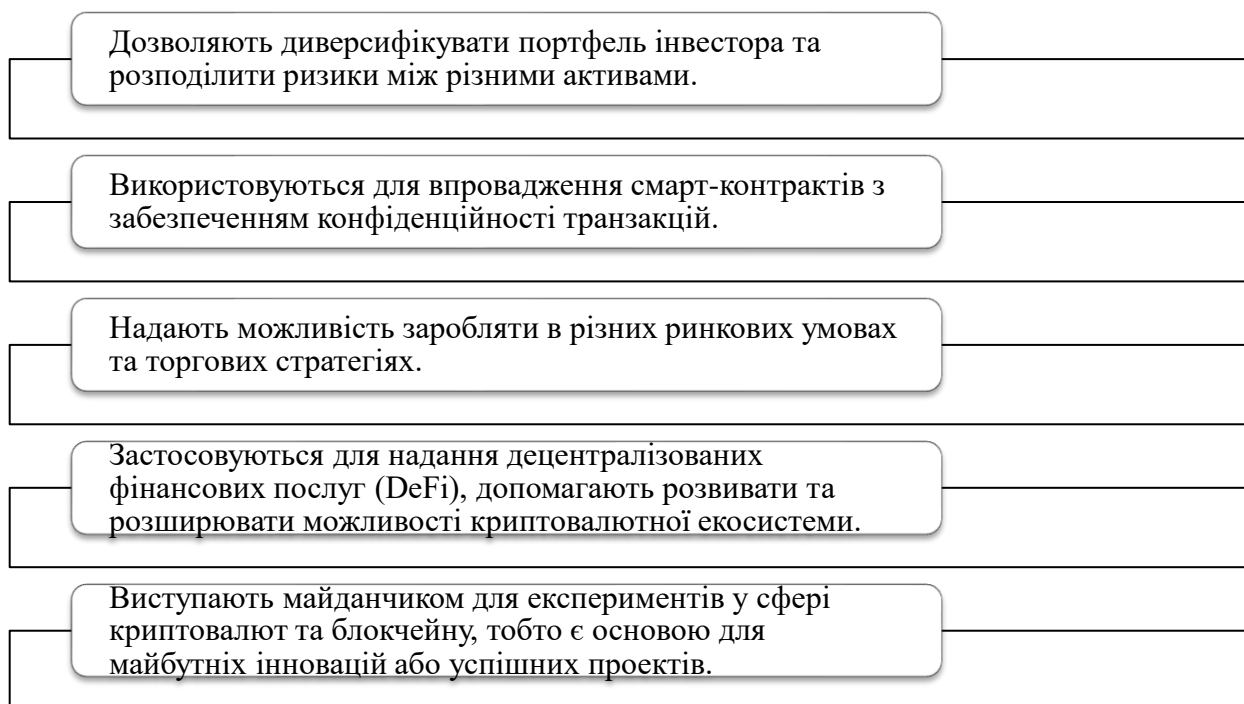 Дозволяють диверсифікувати портфель інвестора та
розподілити ризики між різними активами.
Використовуються для впровадження смарт-контрактів з
забезпеченням конфіденційності транзакцій.
Надають можливість заробляти в різних ринкових умовах
та торгових стратегіях.
Застосовуються для надання децентралізованих
фінансових послуг (DeFi), допомагають розвивати та
розширювати можливості криптовалютної екосистеми.
Виступають майданчиком для експериментів у сфері
криптовалют та блокчейну, тобто є основою для
майбутніх інновацій або успішних проектів.